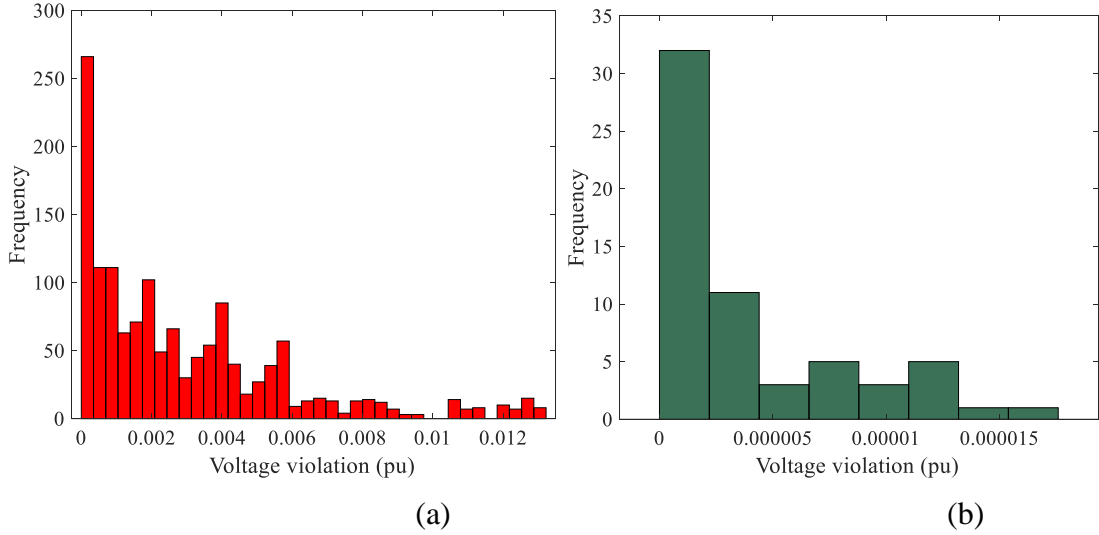 300
250
200
150
100
50
0
Frequency
0 0.002 0.004 0.006 0.008 0.01 0.012
Voltage violation (pu)
(a)
35
30
25
20
15
10
5
0
Frequency
0 0.000005 0.00001 0.000015
Voltage violation (pu)
(b)